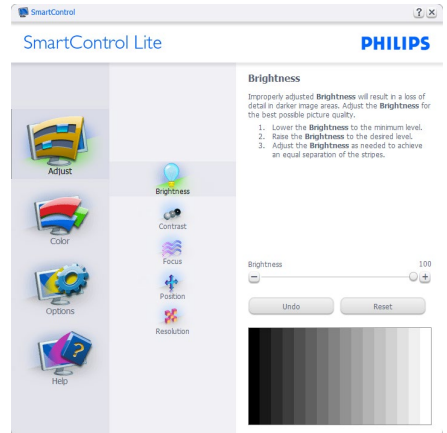 SmartControl
SmartControl Lite
PHILIPS
Adjust
Color
Options
Help
Brightness
Contrast
Focus
Position
Resolution
Brightness
Improperly adjusted Brightness will result in a loss of
detail in darker image areas. Adjust the Brightness for
the best possible picture quality.
1. Lower the Brightness to the minimum level.
2. Raise the Brightness to the desired level.
3. Adjust the Brightness as needed to achieve
an equal separation of the stripes.
Brightness 100
Undo Reset